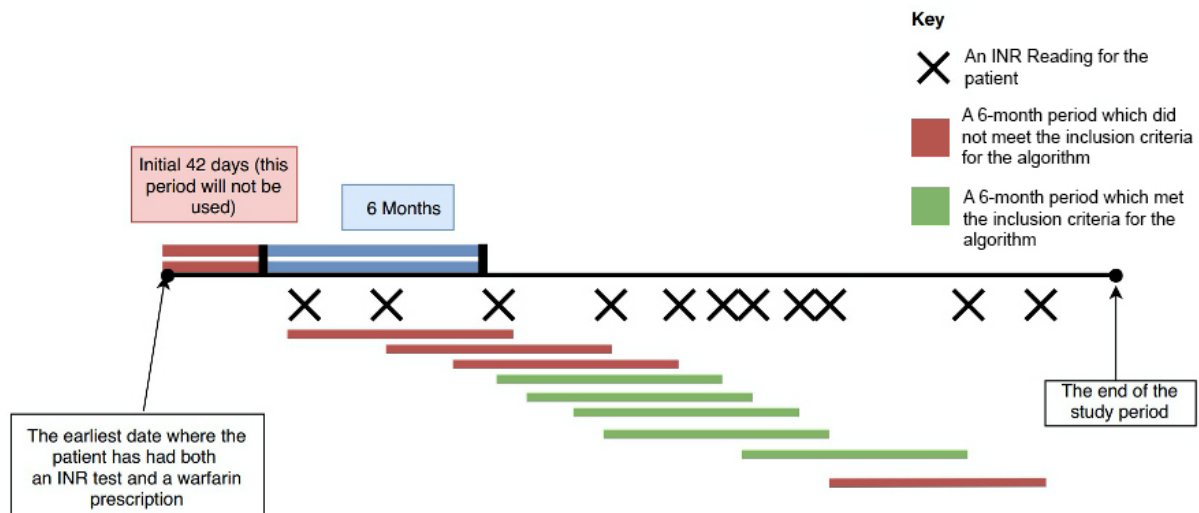 Key
An INR Reading for the
patient
A 6-month period which did
not meet the inclusion criteria
for the algorithm
A 6-month period which met
the inclusion criteria for the
algorithm
Initial 42 days (this
period will not be
used)
6 Months
The earliest date where the
patient has had both
an INR test and a warfarin
prescription
The end of the
study period